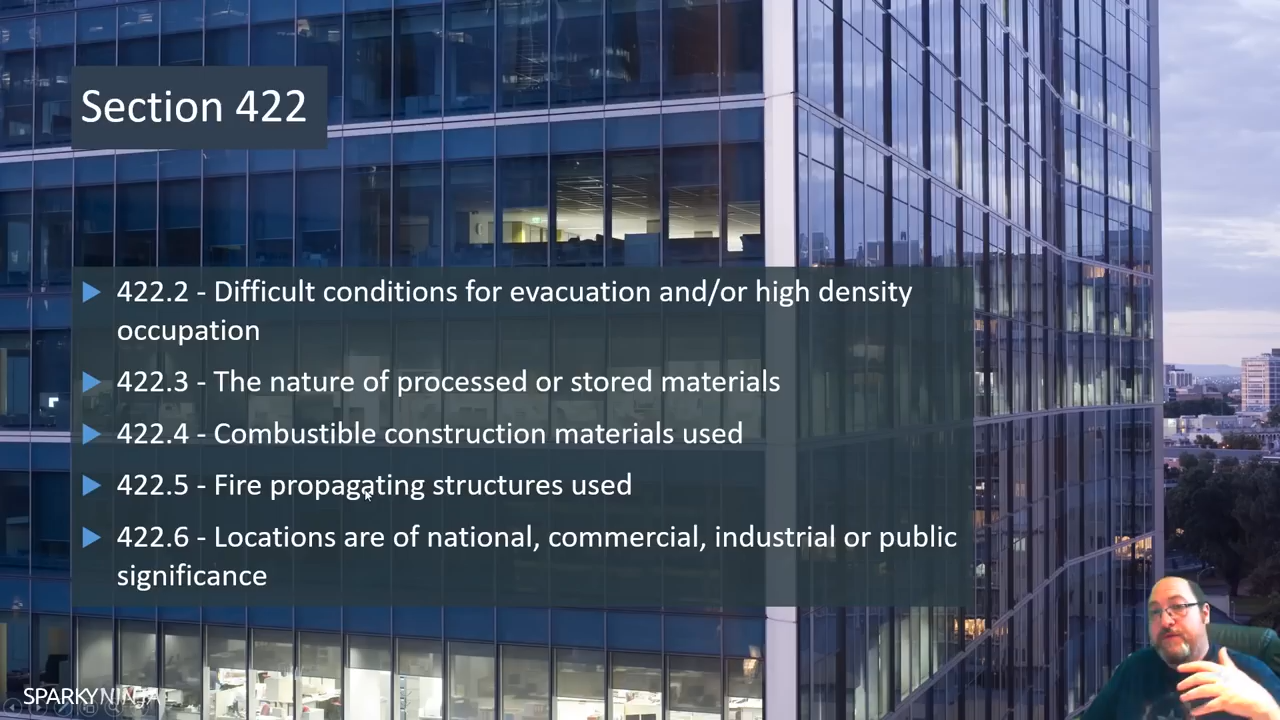 Section 422
422.2 - Difficult conditions for evacuation and/or high density
occupation
422.3 - The nature of processed or stored materials
422.4 - Combustible construction materials used
422.5 - Fire propagating structures used
422.6 - Locations are of national, commercial, industrial or public
significance
SPARKYNINJA